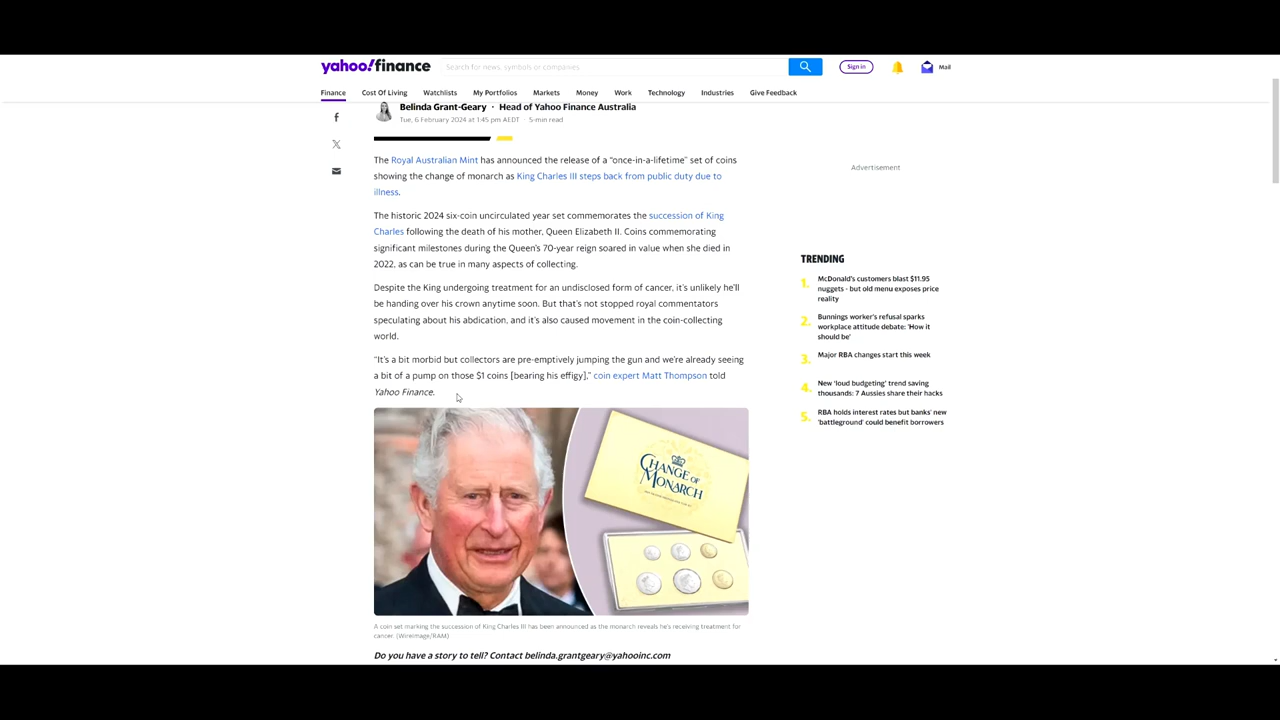 yahoo!finance
Search for news, symbols or companies
Sign in
Mail
Finance
Cost Of Living
Watchlists
My Portfolios
Markets
Money
Work
Technology
Industries
Give Feedback
Belinda Grant-Geary · Head of Yahoo Finance Australia
Tue, 6 February 2024 at 1:45 pm AEDT · 5-min read
The Royal Australian Mint has announced the release of a "once-in-a-lifetime" set of coins
showing the change of monarch as King Charles III steps back from public duty due to
illness.
The historic 2024 six-coin uncirculated year set commemorates the succession of King
Charles following the death of his mother, Queen Elizabeth II. Coins commemorating
significant milestones during the Queen's 70-year reign soared in value when she died in
2022, as can be true in many aspects of collecting.
Despite the King undergoing treatment for an undisclosed form of cancer, it's unlikely he'll
be handing over his crown anytime soon. But that's not stopped royal commentators
speculating about his abdication, and it's also caused movement in the coin-collecting
world.
"It's a bit morbid but collectors are pre-emptively jumping the gun and we're already seeing
a bit of a pump on those $1 coins [bearing his effigy]," coin expert Matt Thompson told
Yahoo Finance.
CHANGE OF
MONARCH
A coin set marking the succession of King Charles III has been announced as the monarch reveals he's receiving treatment for
cancer. (Wireimage/RAM)
Do you have a story to tell? Contact belinda.grantgeary@yahooinc.com
Advertisement
TRENDING
1. McDonald's customers blast $11.95
nuggets - but old menu exposes price
reality
2. Bunnings worker's refusal sparks
workplace attitude debate: 'How it
should be'
3. Major RBA changes start this week
4. New 'loud budgeting' trend saving
thousands: 7 Aussies share their hacks
5. RBA holds interest rates but banks' new
'battleground' could benefit borrowers